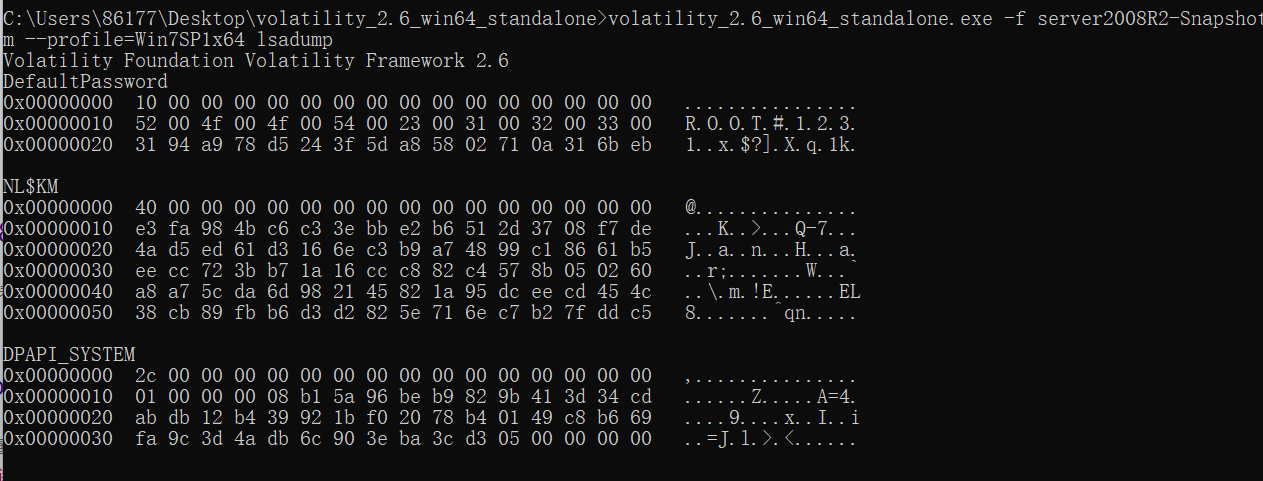 C:\Users\86177\Desktop\volatility_2.6_win64_standalone>volatility_2.6_win64_standalone.exe -f server2008R2-Snapshot
m --profile=Win7SP1x64 lsadump
Volatility Foundation Volatility Framework 2.6
DefaultPassword
0x00000000  10 00 00 00 00 00 00 00 00 00 00 00 00 00 00 00   ................
0x00000010  52 00 4f 00 4f 00 54 00 23 00 31 00 32 00 33 00   R.O.O.T.#.1.2.3.
0x00000020  31 94 a9 78 d5 24 3f 5d a8 58 02 71 0a 31 6b eb   1..x.$?].X.q.1k.
NL$KM
0x00000000  40 00 00 00 00 00 00 00 00 00 00 00 00 00 00 00   @...............
0x00000010  e3 fa 98 4b c6 c3 3e bb e2 b6 51 2d 37 08 f7 de   ...K..>...Q-7...
0x00000020  4a d5 ed 61 d3 16 6e c3 b9 a7 48 99 c1 86 61 b5   J..a..n...H...a.
0x00000030  ee cc 72 3b b7 1a 16 cc c8 82 c4 57 8b 05 02 60   ..r;.......W...`
0x00000040  a8 a7 5c da 6d 98 21 45 82 1a 95 dc ee cd 45 4c   ..\.m.!E......EL
0x00000050  38 cb 89 fb b6 d3 d2 82 5e 71 6e c7 b2 7f dd c5   8.......^qn.....
DPAPI_SYSTEM
0x00000000  2c 00 00 00 00 00 00 00 00 00 00 00 00 00 00 00   ,...............
0x00000010  01 00 00 00 08 b1 5a 96 be b9 82 9b 41 3d 34 cd   ......Z.....A=4.
0x00000020  ab db 12 b4 39 92 1b f0 20 78 b4 01 49 c8 b6 69   ....9....x..I..i
0x00000030  fa 9c 3d 4a db 6c 90 3e ba 3c d3 05 00 00 00 00   ..=J.l.>.<......